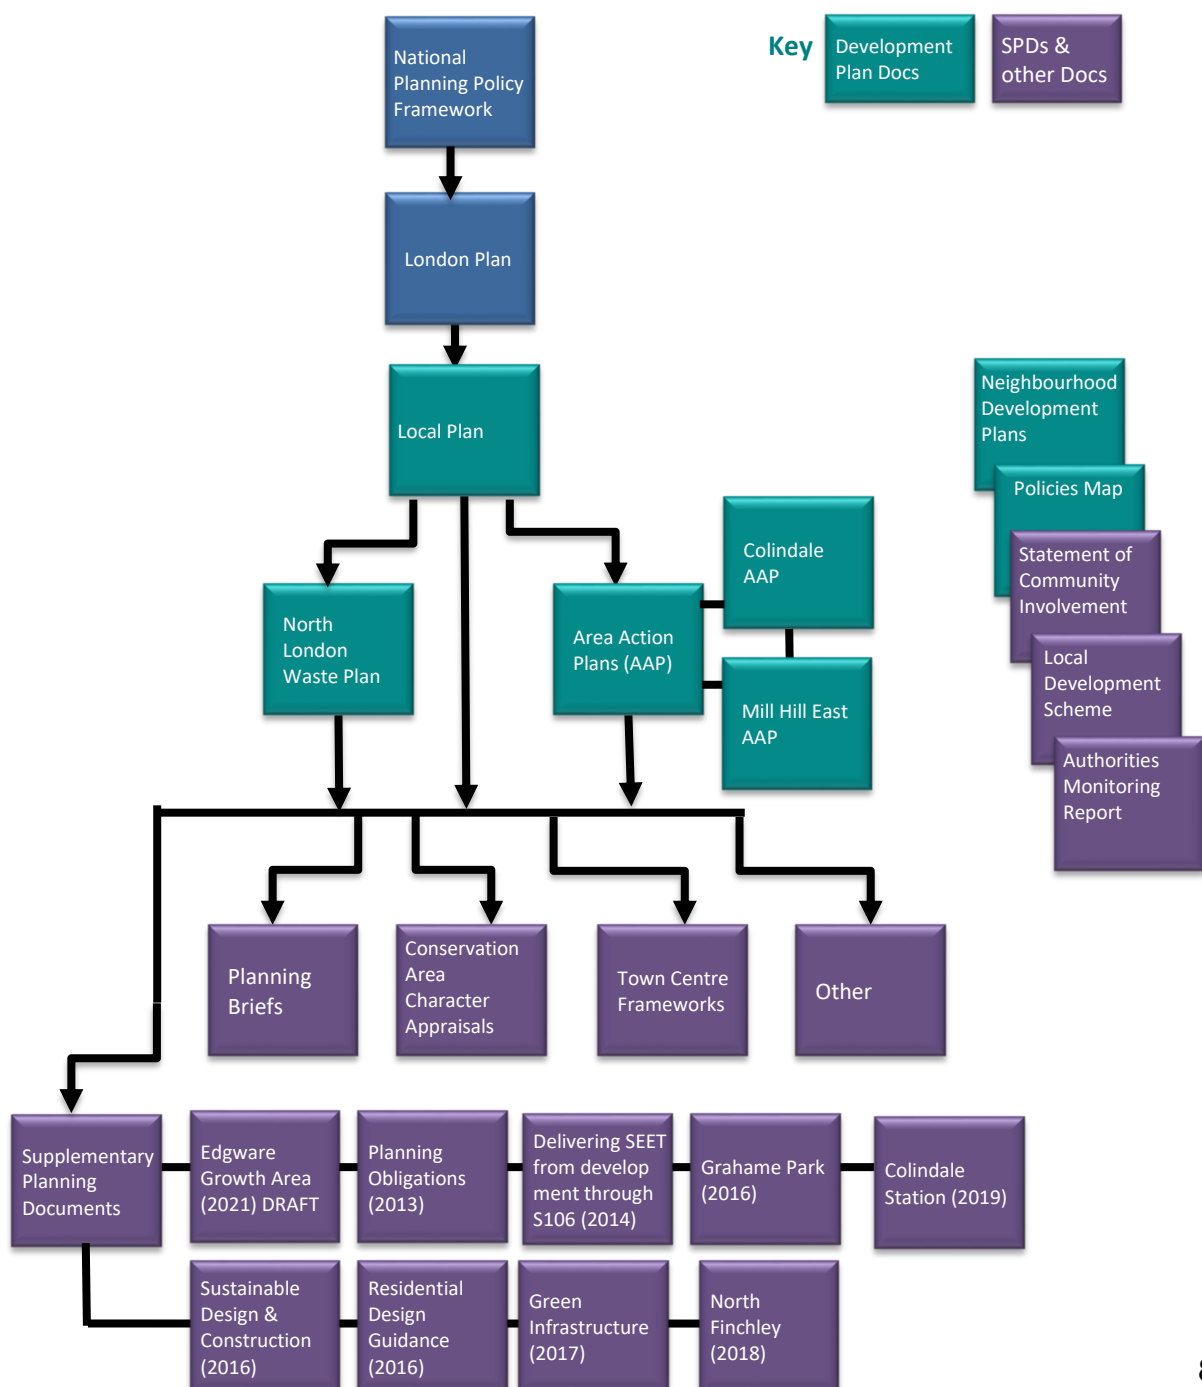 National
Planning Policy
Framework
Key
Development
Plan Docs
SPDs &
other Docs
London Plan
Local Plan
Neighbourhood
Development
Plans
Policies Map
Statement of
Community
Involvement
Local
Development
Scheme
Authorities
Monitoring
Report
North
London
Waste Plan
Area Action
Plans (AAP)
Colindale
AAP
Mill Hill East
AAP
Planning
Briefs
Conservation
Area
Character
Appraisals
Town Centre
Frameworks
Other
Supplementary
Planning
Documents
Edgware
Growth Area
(2021) DRAFT
Planning
Obligations
(2013)
Delivering SEET
from develop
ment through
S106 (2014)
Grahame Park
(2016)
Colindale
Station (2019)
Sustainable
Design &
Construction
(2016)
Residential
Design
Guidance
(2016)
Green
Infrastructure
(2017)
North
Finchley
(2018)